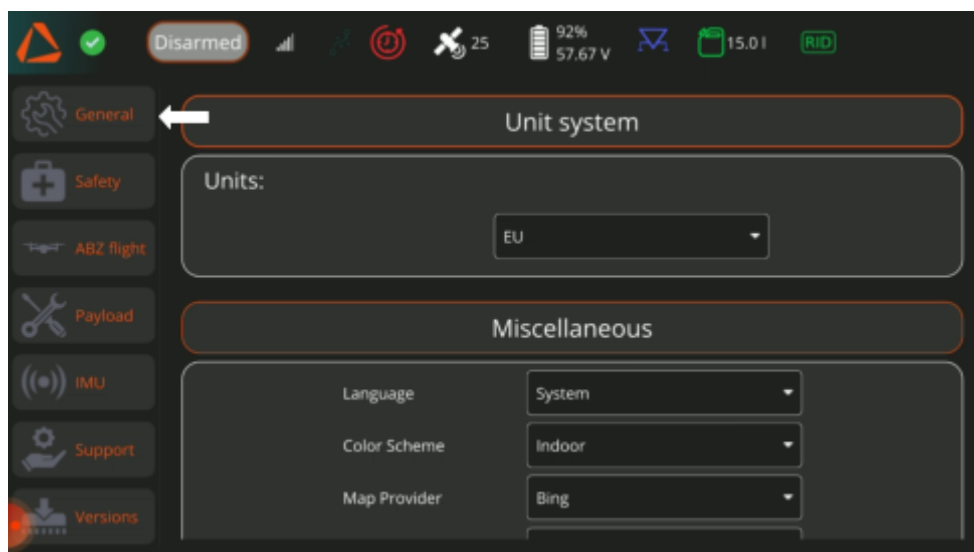 Disarmed
25
92%
57.67 V
15.0 l
RID
General
Safety
ABZ flight
Payload
IMU
Support
Versions
Unit system
Units:
EU
Miscellaneous
Language System
Color Scheme Indoor
Map Provider Bing